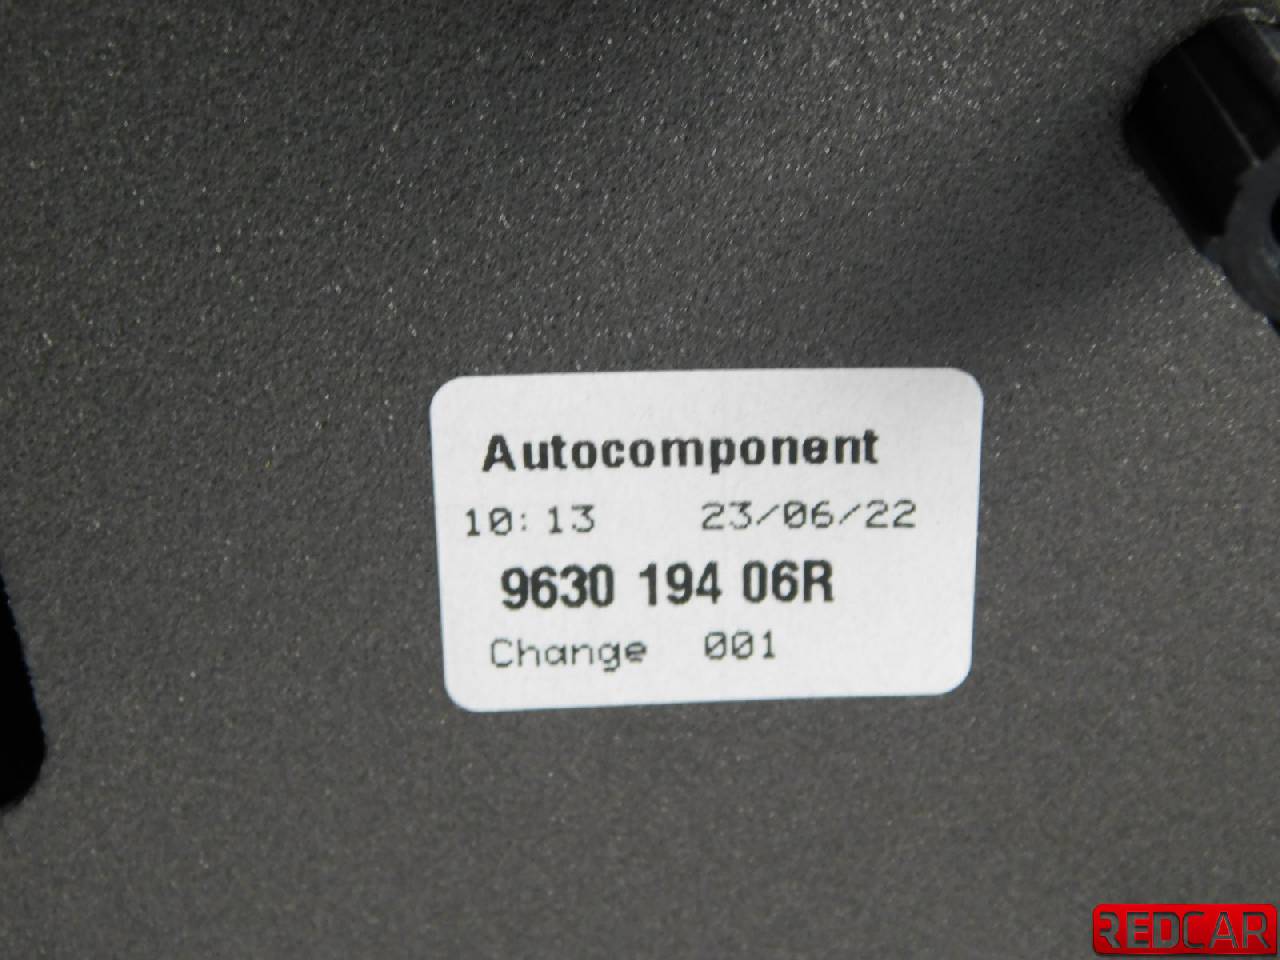 Autocomponent
10:13 23/06/22
9630 194 06R
Change 001
REDCAR